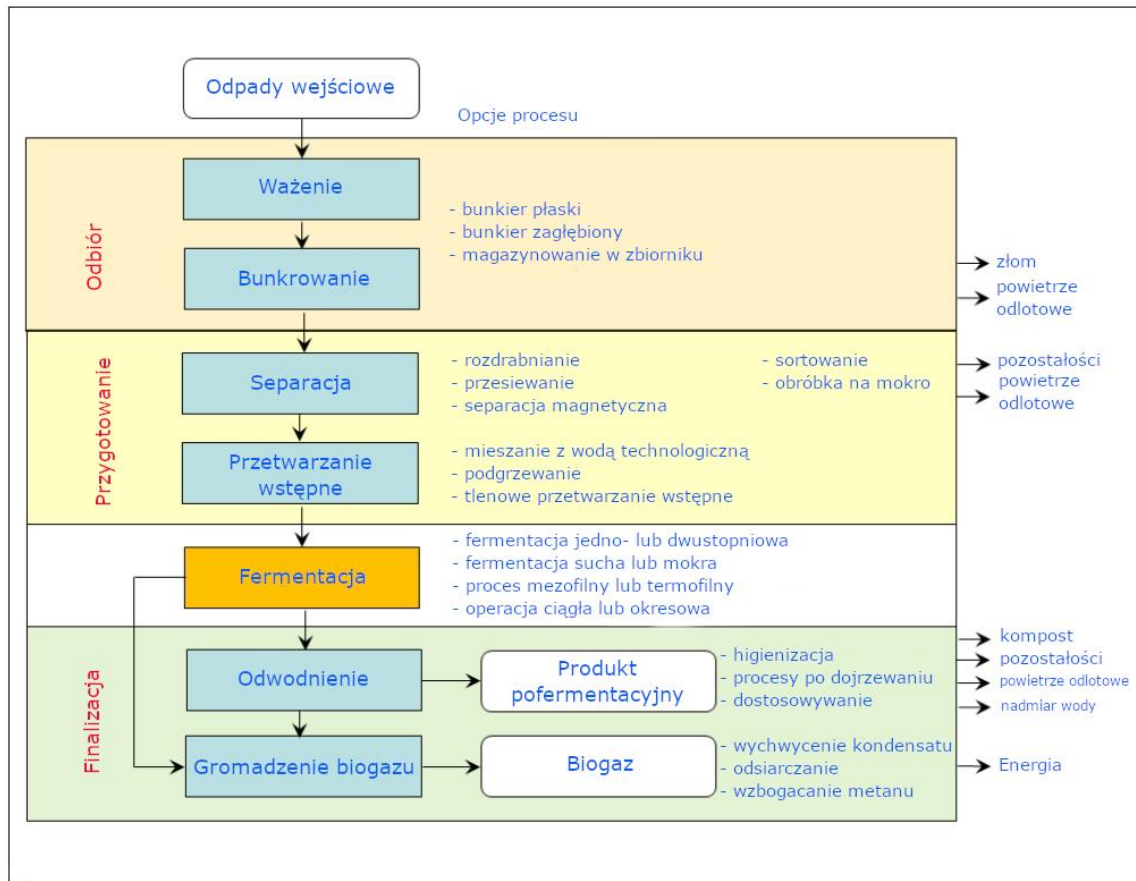 Odpady wejściowe
Opcje procesu
Odbiór
Ważenie
- bunkier płaski
- bunkier zagłębiony
- magazynowanie w zbiorniku
Bunkrowanie
złom
powietrze
odlotowe
Przygotowanie
Separacja
- rozdrabnianie
- przesiewanie
- separacja magnetyczna
- sortowanie
- obróbka na mokro
pozostałości
powietrze
odlotowe
Przetwarzanie
wstępne
- mieszanie z wodą technologiczną
- podgrzewanie
- tlenowe przetwarzanie wstępne
Fermentacja
- fermentacja jedno- lub dwustopniowa
- fermentacja sucha lub mokra
- proces mezofilny lub termofilny
- operacja ciągła lub okresowa
Finalizacja
Odwodnienie
Produkt
pofermentacyjny
- higienizacja
- procesy po dojrzewaniu
- dostosowywanie
kompost
pozostałości
powietrze odlotowe
nadmiar wody
Gromadzenie biogazu
Biogaz
- wychwycenie kondensatu
- odsiarczanie
- wzbogacanie metanu
Energia